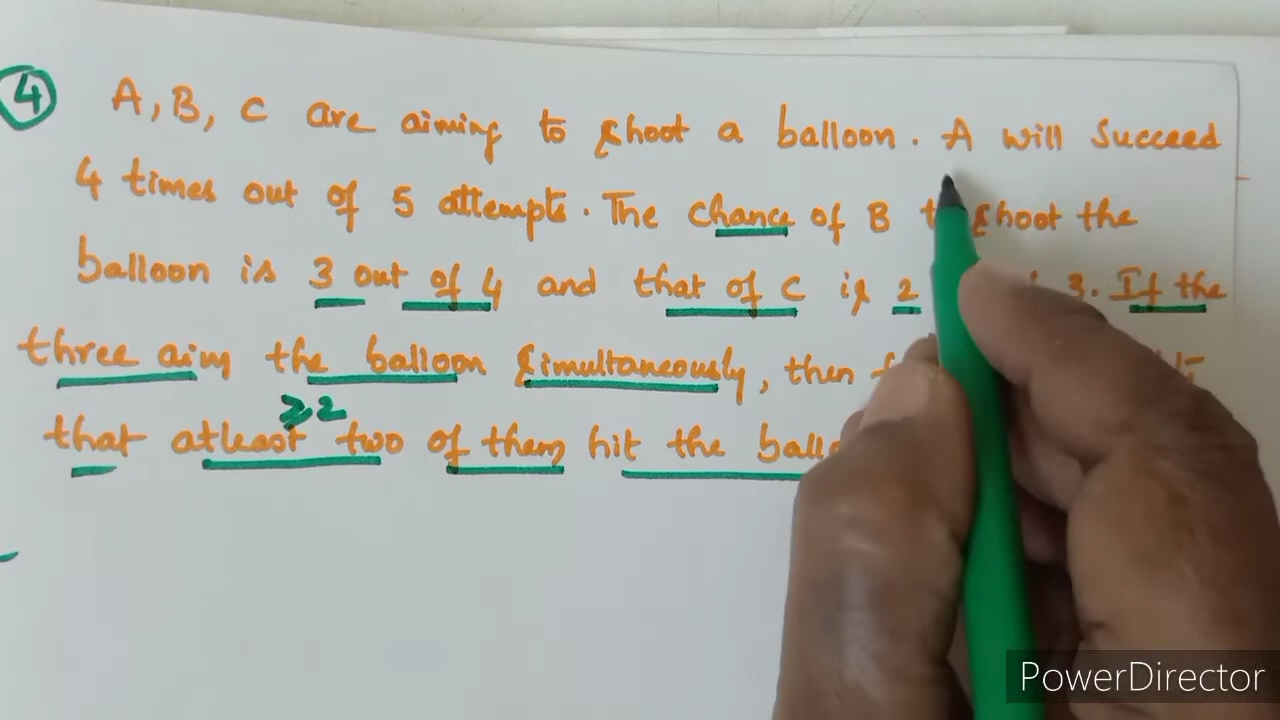 4 A, B, C are aiming to shoot a balloon. A will succeed
4 times out of 5 attempts. The chance of B shoot the
balloon is 3 out of 4 and that of C is 2 3. If the
three aim the balloon simultaneously, then
≥2
that atleast two of them hit the
PowerDirector